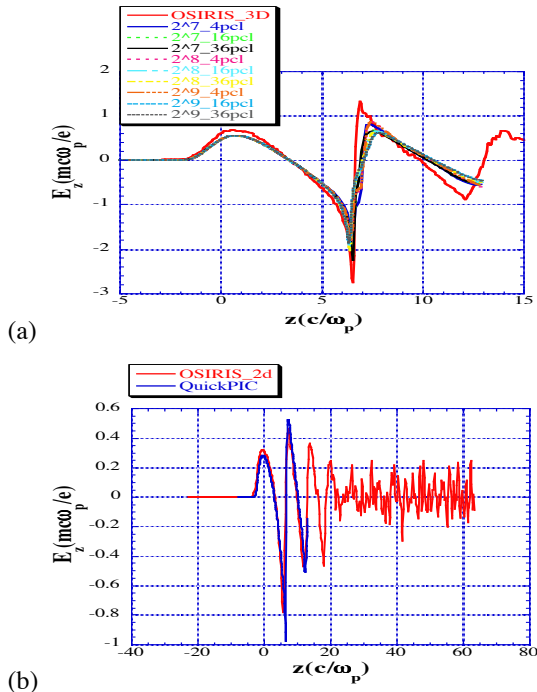 OSIRIS_3D
2^7_4pcl
2^7_16pcl
2^7_36pcl
2^8_4pcl
2^8_16pcl
2^8_36pcl
2^9_4pcl
2^9_16pcl
2^9_36pcl
E_z(mcω_p/e)
2
1
0
-1
-2
-3
-5 0 5 10 15
z(c/ω_p)
(a)
OSIRIS_2d
QuickPIC
E_z(mcω_p/e)
0.6
0.4
0.2
0
-0.2
-0.4
-0.6
-0.8
-1
-40 -20 0 20 40 60 80
z(c/ω_p)
(b)